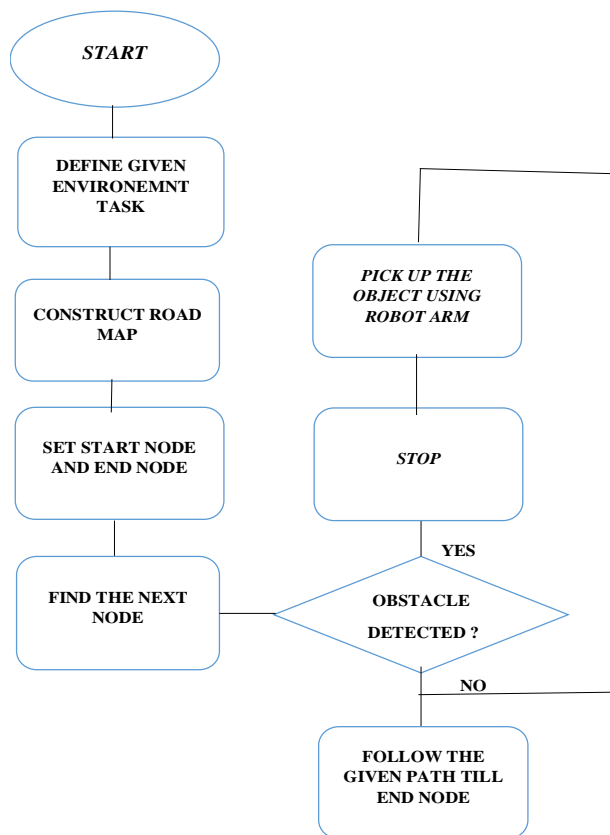 START
DEFINE GIVEN
ENVIRONEMNT
TASK
CONSTRUCT ROAD
MAP
SET START NODE
AND END NODE
FIND THE NEXT
NODE
PICK UP THE
OBJECT USING
ROBOT ARM
STOP
YES
OBSTACLE
DETECTED ?
NO
FOLLOW THE
GIVEN PATH TILL
END NODE